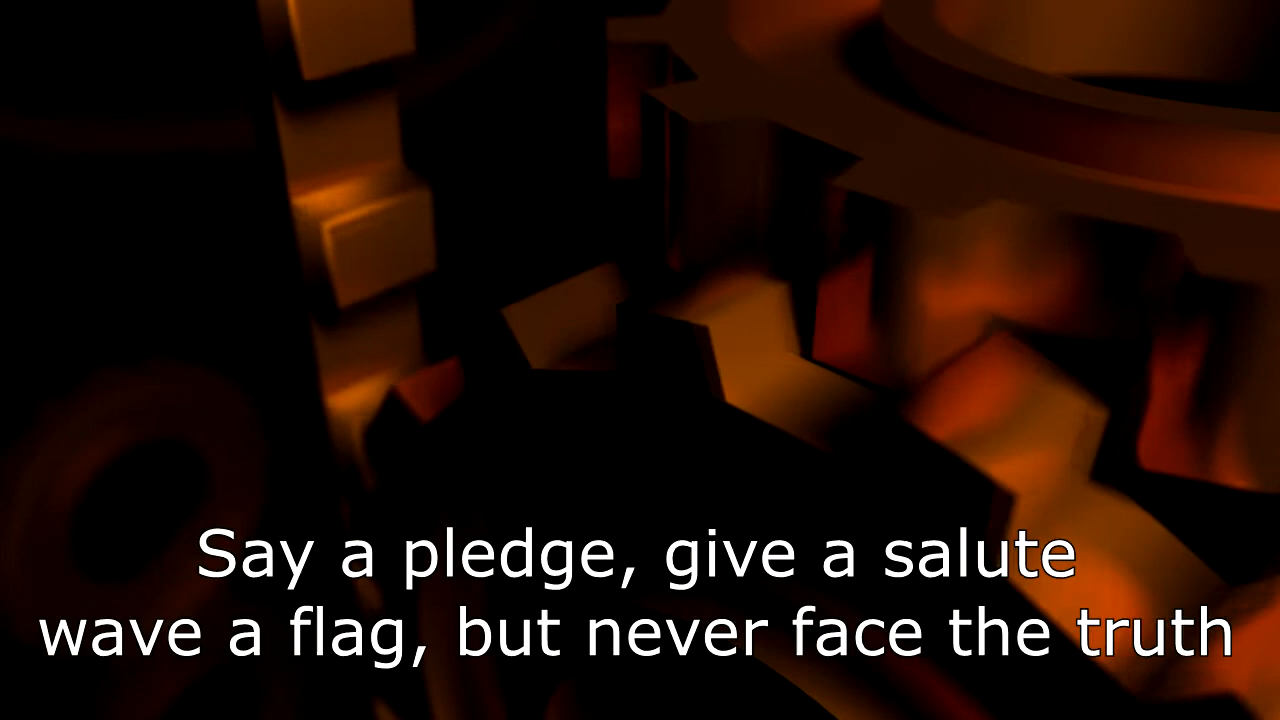 Say a pledge, give a salute
wave a flag, but never face the truth